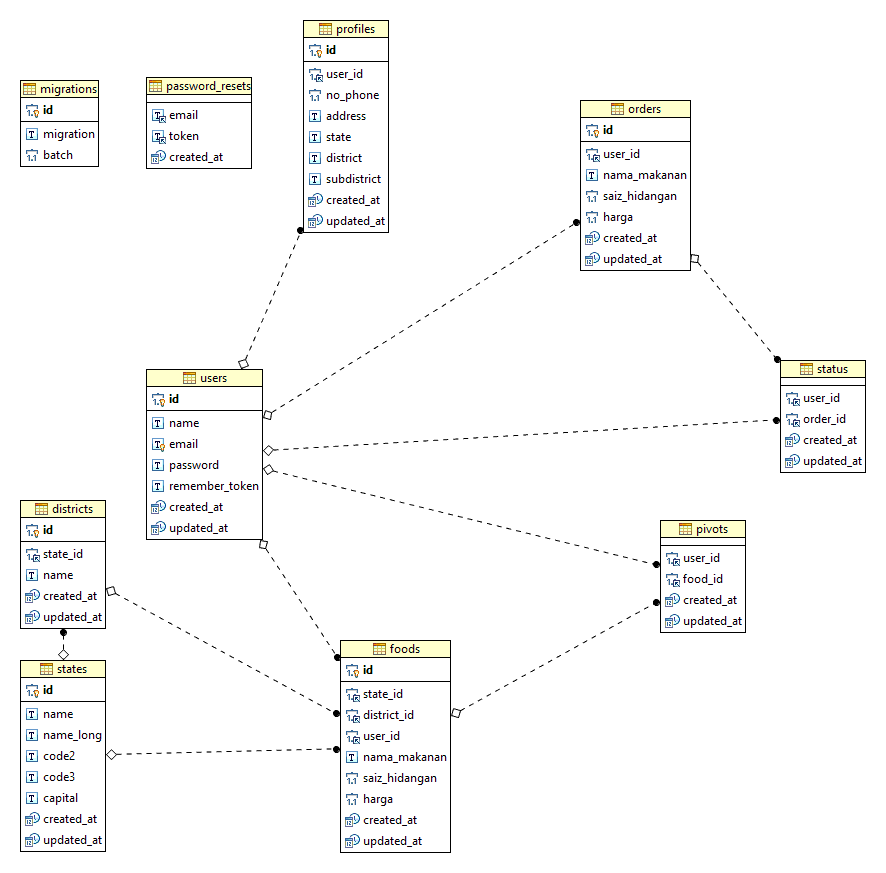 profiles
id
user_id
no_phone
address
state
district
subdistrict
created_at
updated_at
migrations
id
migration
batch
password_resets
email
token
created_at
orders
id
user_id
nama_makanan
saiz_hidangan
harga
created_at
updated_at
users
id
name
email
password
remember_token
created_at
updated_at
status
user_id
order_id
created_at
updated_at
districts
id
state_id
name
created_at
updated_at
pivots
user_id
food_id
created_at
updated_at
states
id
name
name_long
code2
code3
capital
created_at
updated_at
foods
id
state_id
district_id
user_id
nama_makanan
saiz_hidangan
harga
created_at
updated_at